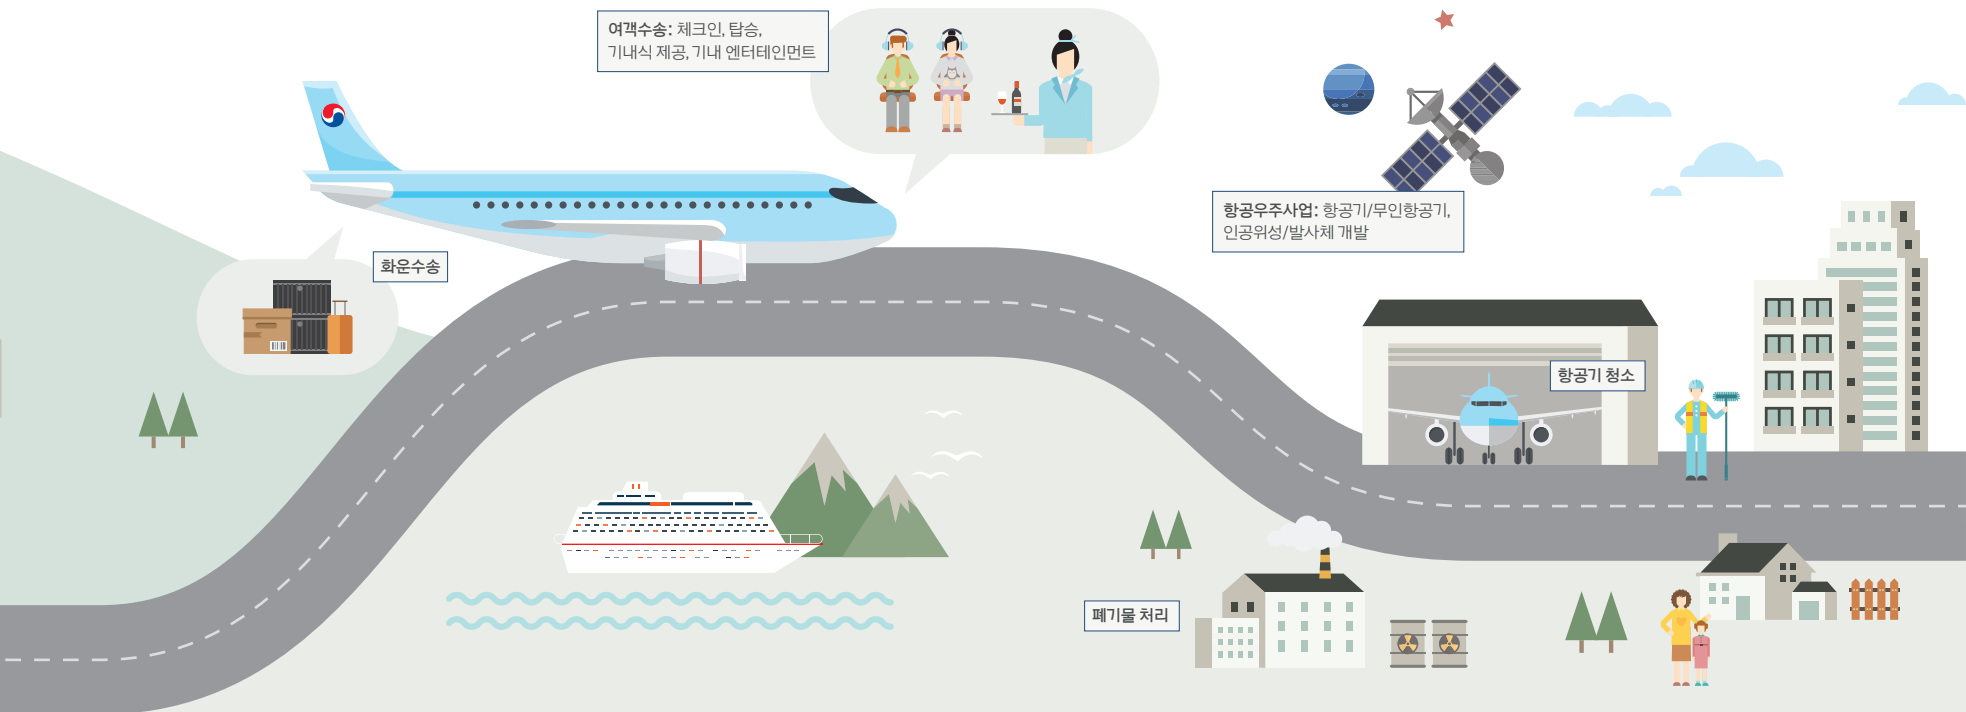 여객수송: 체크인, 탑승,
기내식 제공, 기내 엔터테인먼트
화운수송
항공우주사업: 항공기/무인항공기,
인공위성/발사체 개발
항공기 청소
폐기물 처리